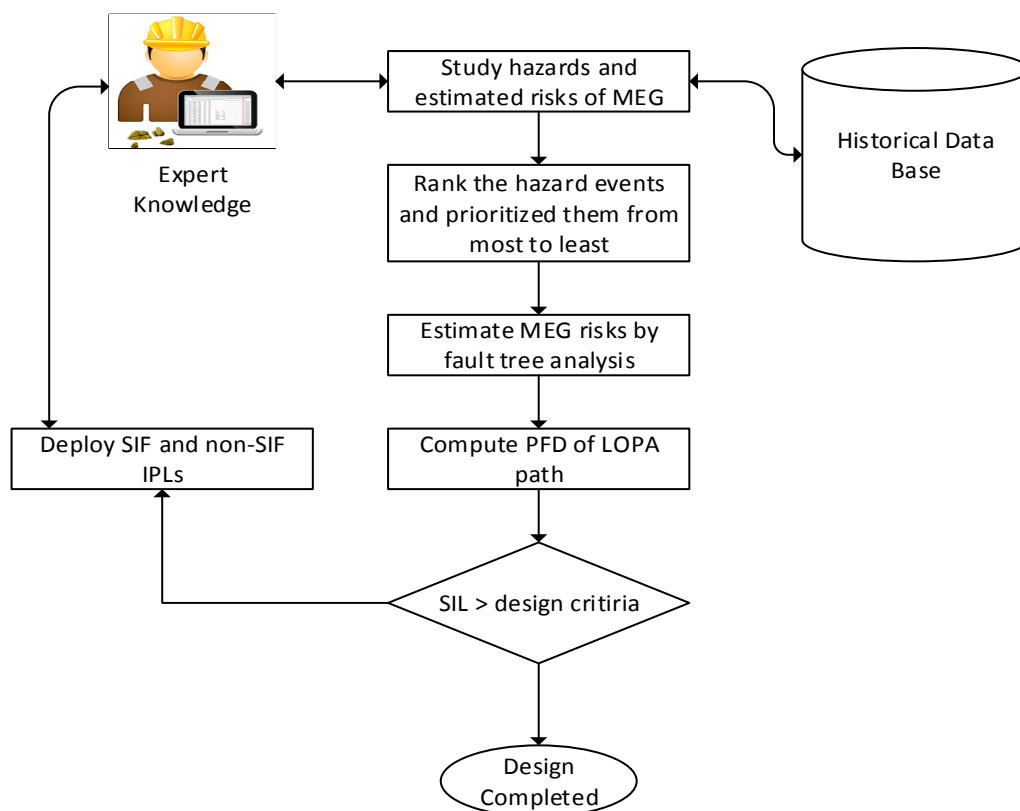 Study hazards and
estimated risks of MEG
Expert
Knowledge
Historical Data
Base
Rank the hazard events
and prioritized them from
most to least
Estimate MEG risks by
fault tree analysis
Deploy SIF and non-SIF
IPLs
Compute PFD of LOPA
path
SIL > design critiria
Design
Completed